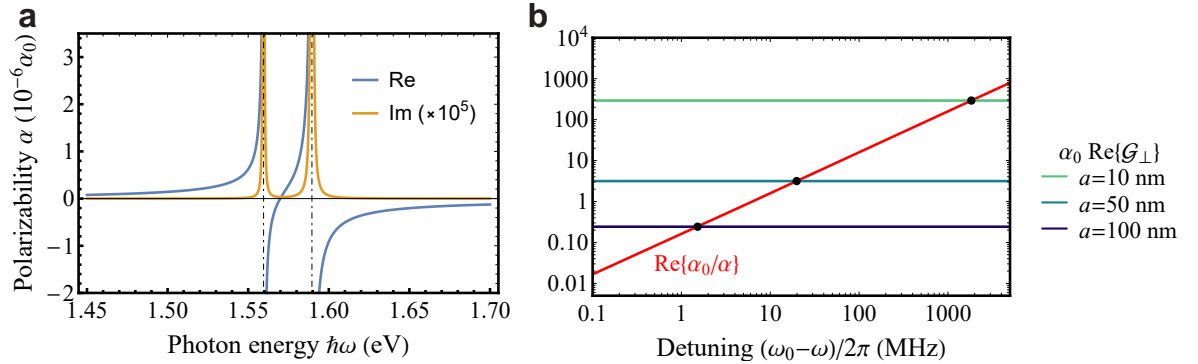 a
3
2
1
0
−1
−2
1.45
1.50
1.55
1.60
1.65
1.70
Polarizability α (10⁻⁶α₀)
Photon energy ħω (eV)
Re
Im (×10⁵)
b
10⁴
1000
100
10
1
0.10
0.01
0.1
1
10
100
1000
Detuning (ω₀−ω)/2π (MHz)
Re{α₀/α}
α₀ Re{𝒢⊥}
a=10 nm
a=50 nm
a=100 nm